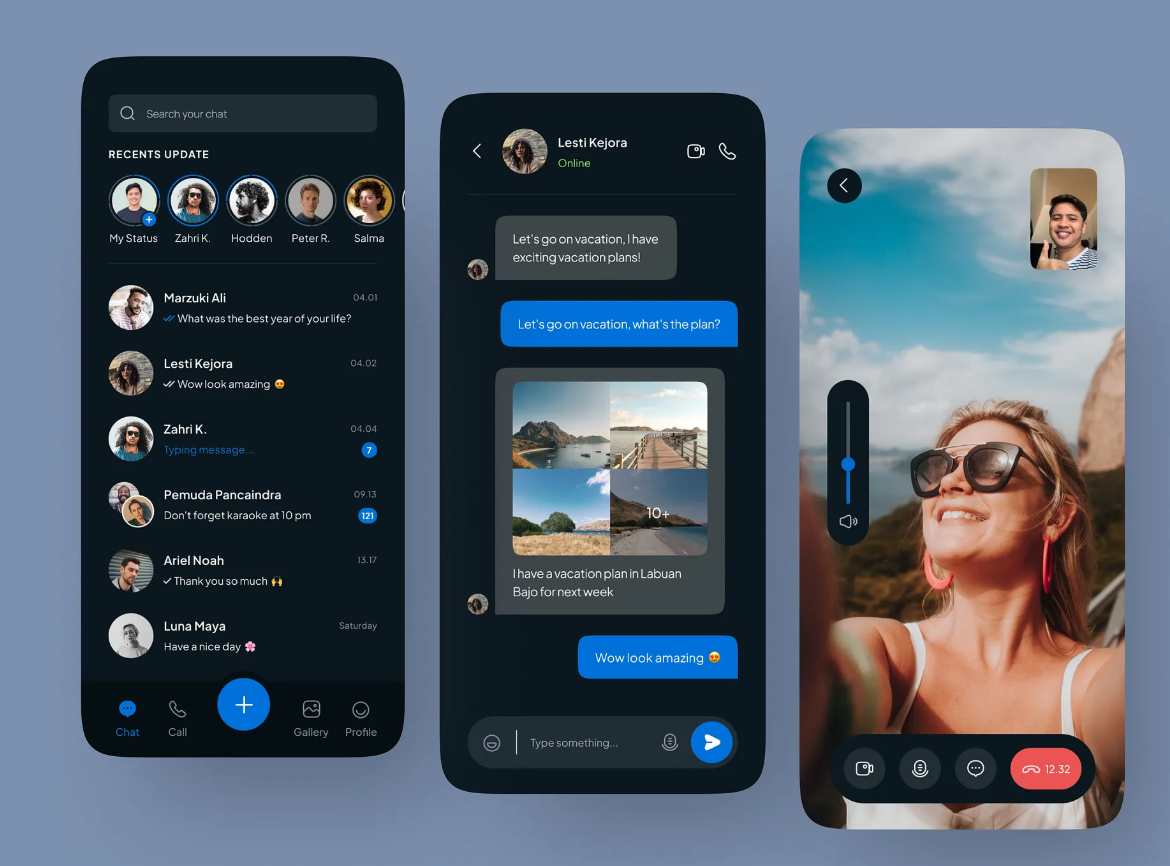 Search your chat
RECENTS UPDATE
My Status
Zahri K.
Hodden
Peter R.
Salma
Marzuki Ali
04.01
What was the best year of your life?
Lesti Kejora
04.02
Wow look amazing 😍
Zahri K.
04.04
Typing message...
7
Pemuda Pancaindra
09.13
Don't forget karaoke at 10 pm
121
Ariel Noah
13.17
Thank you so much 🙌
Luna Maya
Saturday
Have a nice day 🌸
Chat
Call
Gallery
Profile
Lesti Kejora
Online
Let's go on vacation, I have
exciting vacation plans!
Let's go on vacation, what's the plan?
10+
I have a vacation plan in Labuan
Bajo for next week
Wow look amazing 😍
Type something...
12.32